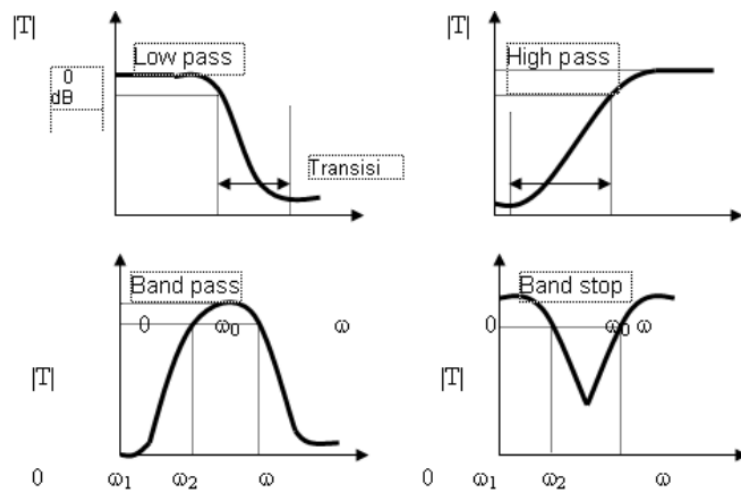 |T| |T|
Low pass High pass
0
dB
Transisi
Band pass Band stop
0 ω₀ ω 0 ω₀ ω
|T| |T|
0 ω₁ ω₂ ω 0 ω₁ ω₂ ω